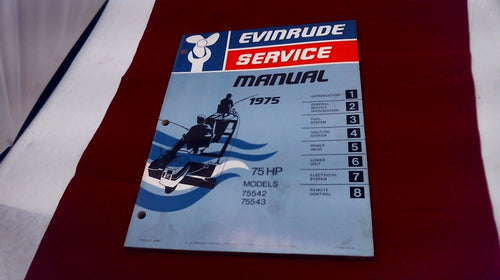 EVINRUDE
SERVICE
MANUAL
1975
INTRODUCTION 1
GENERAL
SERVICE
INFORMATION 2
FUEL
SYSTEM 3
IGNITION
SYSTEM 4
POWER
HEAD 5
LOWER
UNIT 6
ELECTRICAL
SYSTEM 7
REMOTE
CONTROL 8
75 HP
MODELS
75542
75543